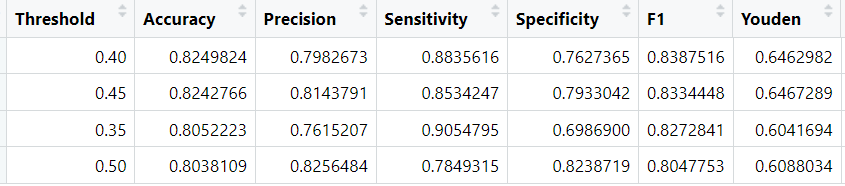 Threshold Accuracy Precision Sensitivity Specificity F1 Youden
0.40 0.8249824 0.7982673 0.8835616 0.7627365 0.8387516 0.6462982
0.45 0.8242766 0.8143791 0.8534247 0.7933042 0.8334448 0.6467289
0.35 0.8052223 0.7615207 0.9054795 0.6986900 0.8272841 0.6041694
0.50 0.8038109 0.8256484 0.7849315 0.8238719 0.8047753 0.6088034